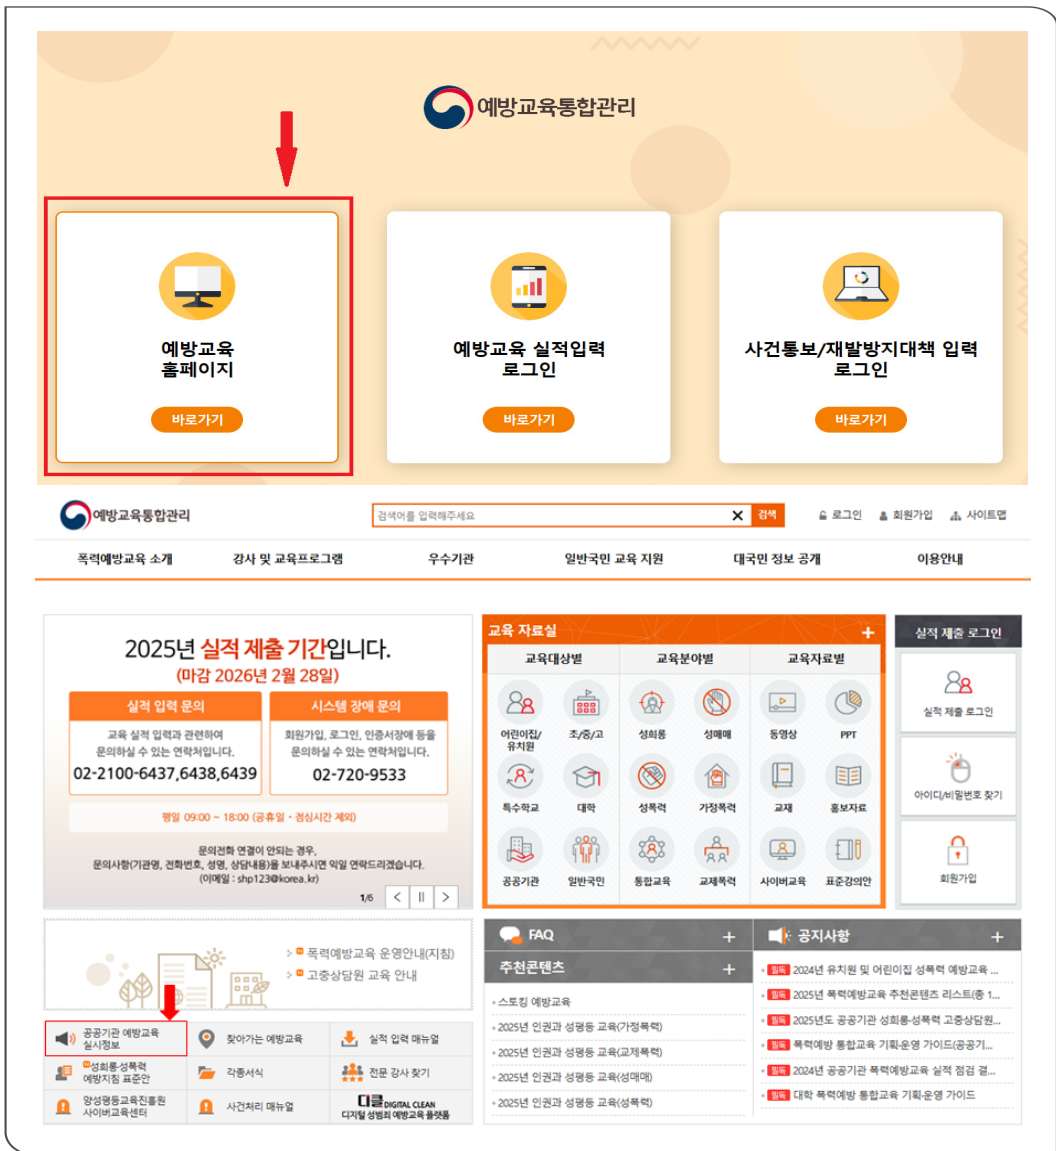 예방교육통합관리
예방교육
홈페이지
바로가기
예방교육 실적입력
로그인
바로가기
사건통보/재발방지대책 입력
로그인
바로가기
예방교육통합관리
검색어를 입력해주세요
검색
로그인
회원가입
사이트맵
폭력예방교육 소개
강사 및 교육프로그램
우수기관
일반국민 교육 지원
대국민 정보 공개
이용안내
2025년 실적 제출 기간입니다.
(마감 2026년 2월 28일)
실적 입력 문의
교육 실적 입력과 관련하여
문의하실 수 있는 연락처입니다.
02-2100-6437,6438,6439
시스템 장애 문의
회원가입, 로그인, 인증서장애 등을
문의하실 수 있는 연락처입니다.
02-720-9533
평일 09:00 ~ 18:00 (공휴일・점심시간 제외)
문의전화 연결이 안되는 경우,
문의사항(기관명, 전화번호, 성명, 상담내용)을 보내주시면 익일 연락드리겠습니다.
(이메일 : shp123@korea.kr)
1/6
교육 자료실
교육대상별
교육분야별
교육자료별
어린이집/
유치원
초/중/고
성희롱
성매매
동영상
PPT
특수학교
대학
성폭력
가정폭력
교재
홍보자료
공공기관
일반국민
통합교육
교제폭력
사이버교육
표준강의안
실적 제출 로그인
실적 제출 로그인
아이디/비밀번호 찾기
회원가입
폭력예방교육 운영안내(지침)
고충상담원 교육 안내
공공기관 예방교육
실시정보
찾아가는 예방교육
실적 입력 매뉴얼
성희롱·성폭력
예방지침 표준안
각종서식
전문 강사 찾기
양성평등교육진흥원
사이버교육센터
사건처리 매뉴얼
디클 DIGITAL CLEAN
디지털 성범죄 예방교육 플랫폼
FAQ
추천콘텐츠
스토킹 예방교육
2025년 인권과 성평등 교육(가정폭력)
2025년 인권과 성평등 교육(교제폭력)
2025년 인권과 성평등 교육(성매매)
2025년 인권과 성평등 교육(성폭력)
공지사항
필독 2024년 유치원 및 어린이집 성폭력 예방교육 ...
필독 2025년 폭력예방교육 추천콘텐츠 리스트(총 1...
필독 2025년도 공공기관 성희롱·성폭력 고충상담원...
필독 폭력예방 통합교육 기획·운영 가이드(공공기...
필독 2024년 공공기관 폭력예방교육 실적 점검 결...
필독 대학 폭력예방 통합교육 기획·운영 가이드